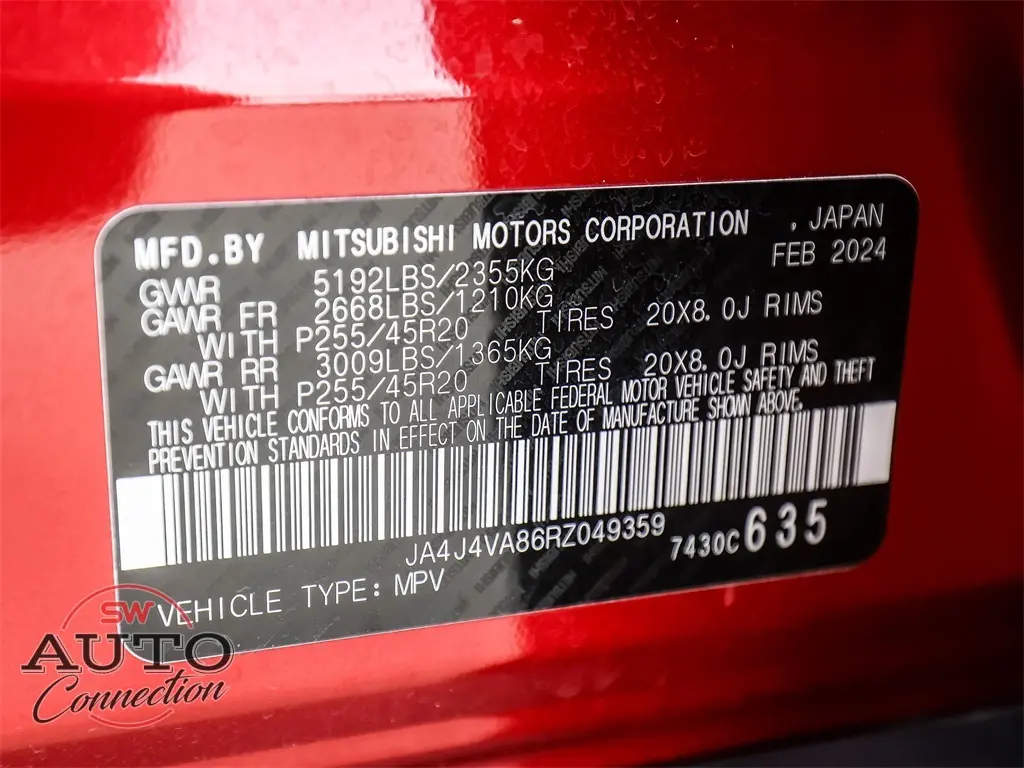 MFD.BY MITSUBISHI MOTORS CORPORATION , JAPAN
FEB 2024
GVWR 5192LBS/2355KG
GAWR FR 2668LBS/1210KG
WITH P255/45R20 TIRES 20X8.0J RIMS
GAWR RR 3009LBS/1365KG
WITH P255/45R20 TIRES 20X8.0J RIMS
THIS VEHICLE CONFORMS TO ALL APPLICABLE FEDERAL MOTOR VEHICLE SAFETY AND THEFT
PREVENTION STANDARDS IN EFFECT ON THE DATE OF MANUFACTURE SHOWN ABOVE.
JA4J4VA86RZ049359 7430C 635
VEHICLE TYPE: MPV
SW
AUTO
Connection